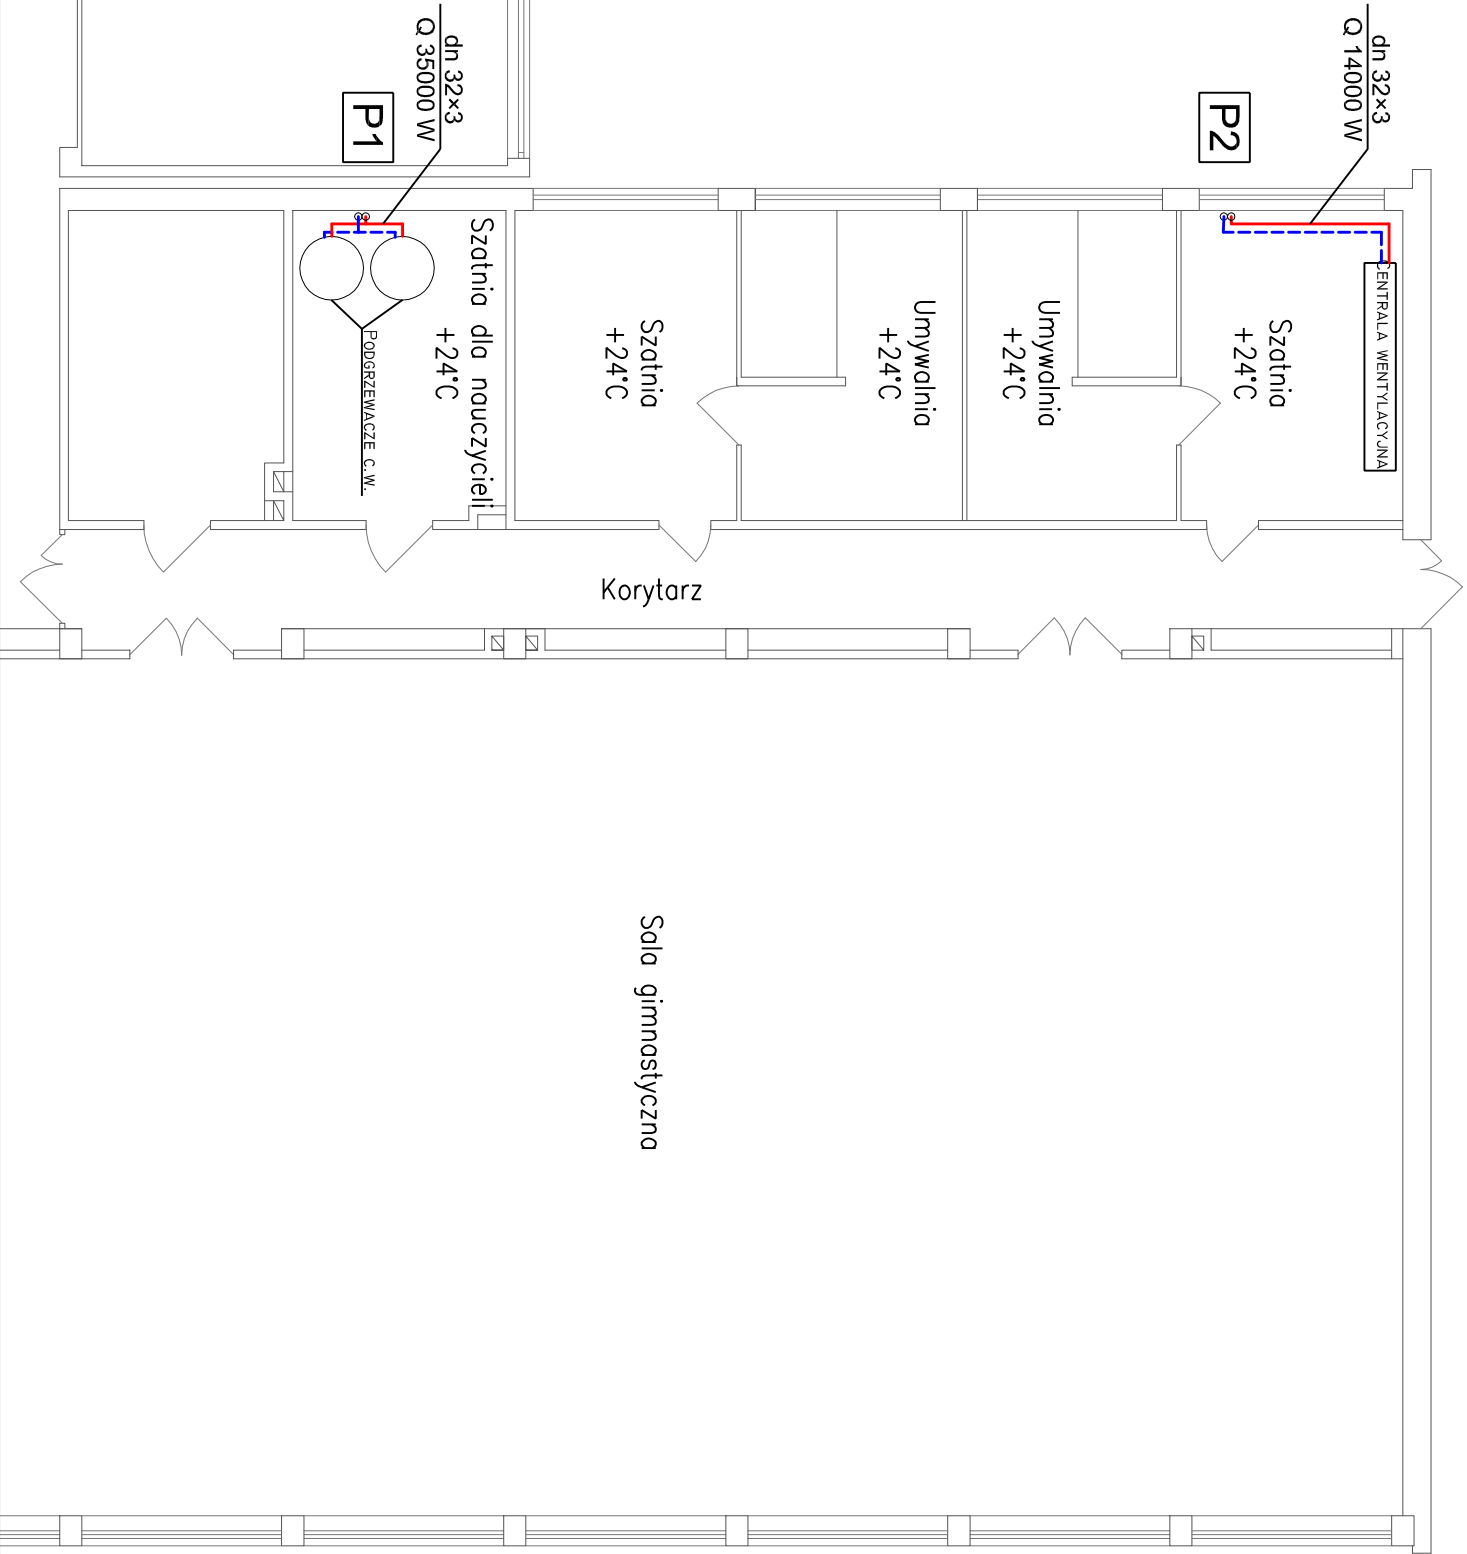 dn 32×3
Q 35000 W
P1
dn 32×3
Q 14000 W
P2
Szatnia dla nauczycieli
+24°C
PODGRZEWACZE C.W.
Szatnia
+24°C
Umywalnia
+24°C
Umywalnia
+24°C
Szatnia
+24°C
CENTRALA WENTYLACYJNA
Korytarz
Sala gimnastyczna